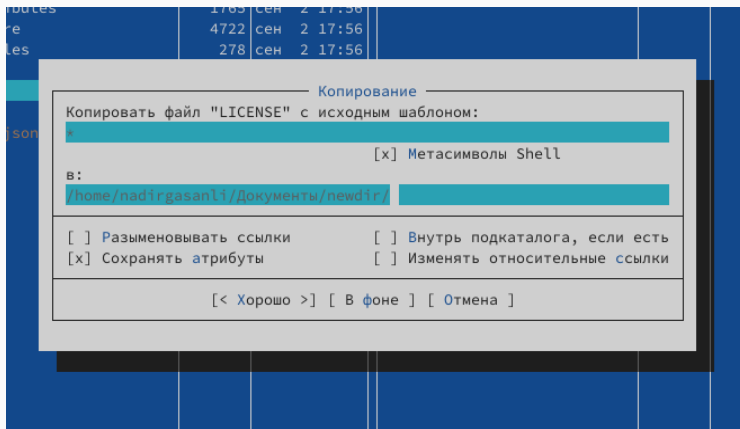 butes 1765 сен 2 17:56
re 4722 сен 2 17:56
les 278 сен 2 17:56
Копирование
Копировать файл "LICENSE" с исходным шаблоном:
json *
[x] Метасимволы Shell
в:
/home/nadirgasanli/Документы/newdir/
[ ] Разыменовывать ссылки [ ] Внутрь подкаталога, если есть
[x] Сохранять атрибуты [ ] Изменять относительные ссылки
[< Хорошо >] [ В фоне ] [ Отмена ]